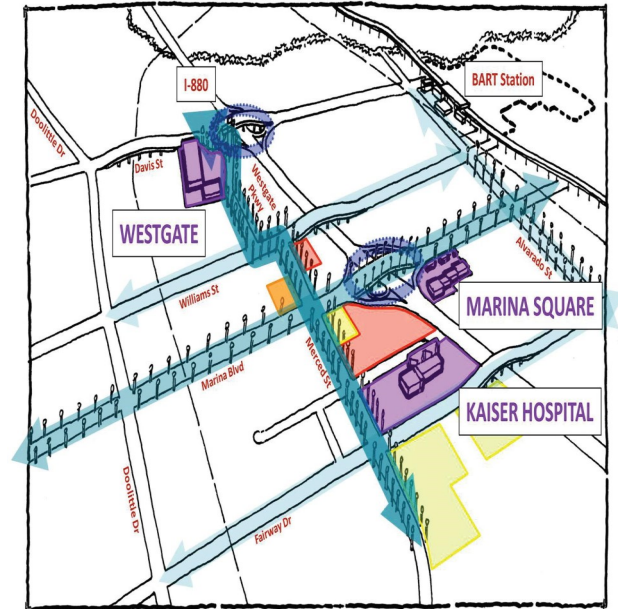 I-880
BART Station
Doolittle Dr
Davis St
Westgate
Pkwy
WESTGATE
Alvarado St
Williams St
MARINA SQUARE
Merced St
Marina Blvd
KAISER HOSPITAL
Doolittle Dr
Fairway Dr